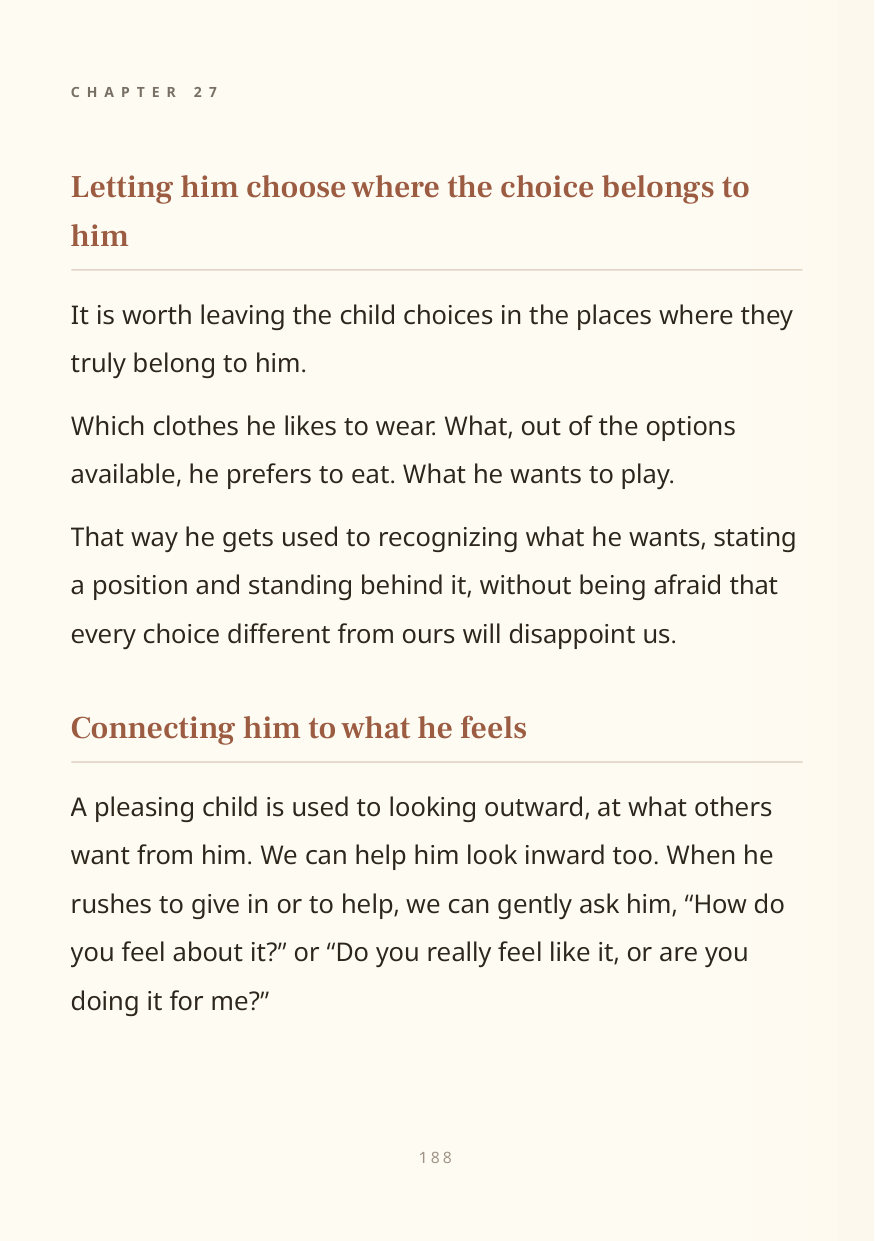 CHAPTER 27
Letting him choose where the choice belongs to
him
It is worth leaving the child choices in the places where they
truly belong to him.
Which clothes he likes to wear. What, out of the options
available, he prefers to eat. What he wants to play.
That way he gets used to recognizing what he wants, stating
a position and standing behind it, without being afraid that
every choice different from ours will disappoint us.
Connecting him to what he feels
A pleasing child is used to looking outward, at what others
want from him. We can help him look inward too. When he
rushes to give in or to help, we can gently ask him, “How do
you feel about it?” or “Do you really feel like it, or are you
doing it for me?”
188